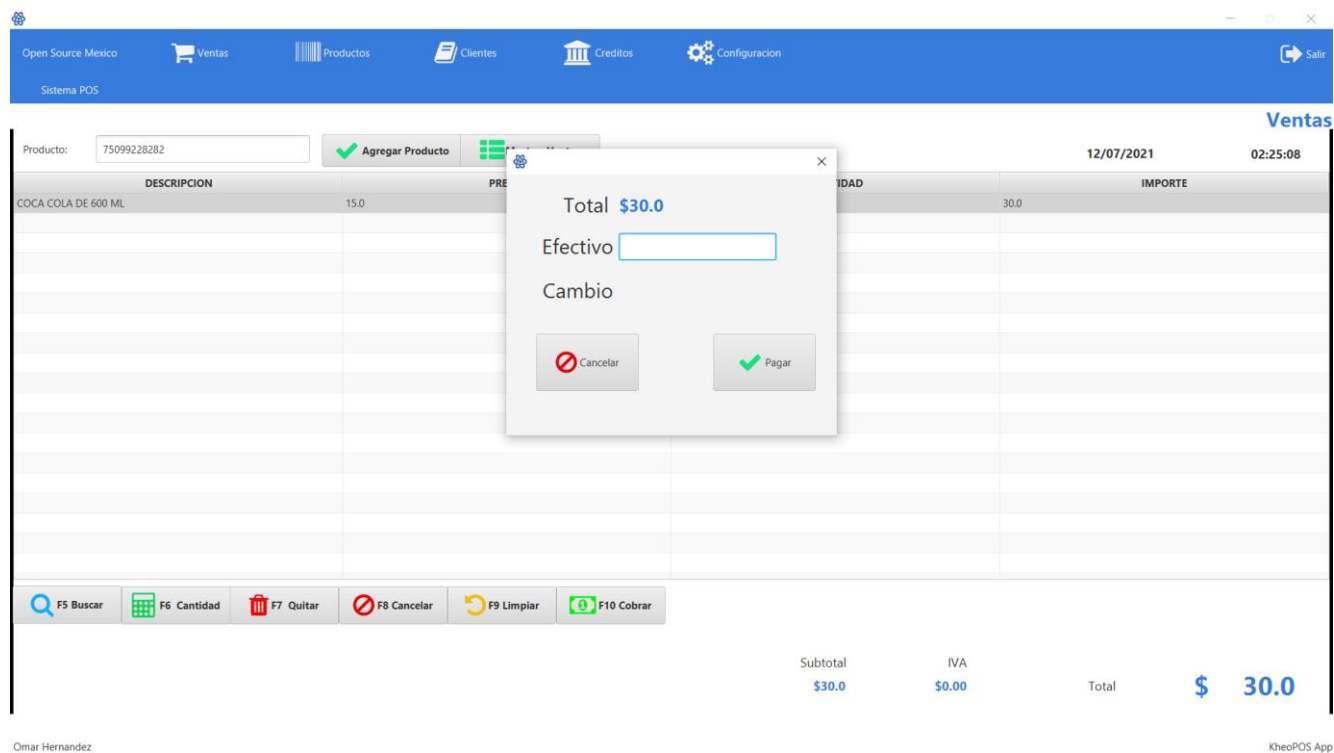 Open Source Mexico Ventas Productos Clientes Creditos Configuracion Salir
Sistema POS
Ventas
Producto: 75099228282 Agregar Producto 12/07/2021 02:25:08
DESCRIPCION IMPORTE
COCA COLA DE 600 ML 15.0 30.0
Total $30.0
Efectivo
Cambio
Cancelar Pagar
F5 Buscar F6 Cantidad F7 Quitar F8 Cancelar F9 Limpiar F10 Cobrar
Subtotal IVA
$30.0 $0.00 Total $ 30.0
Omar Hernandez KheoPOS App